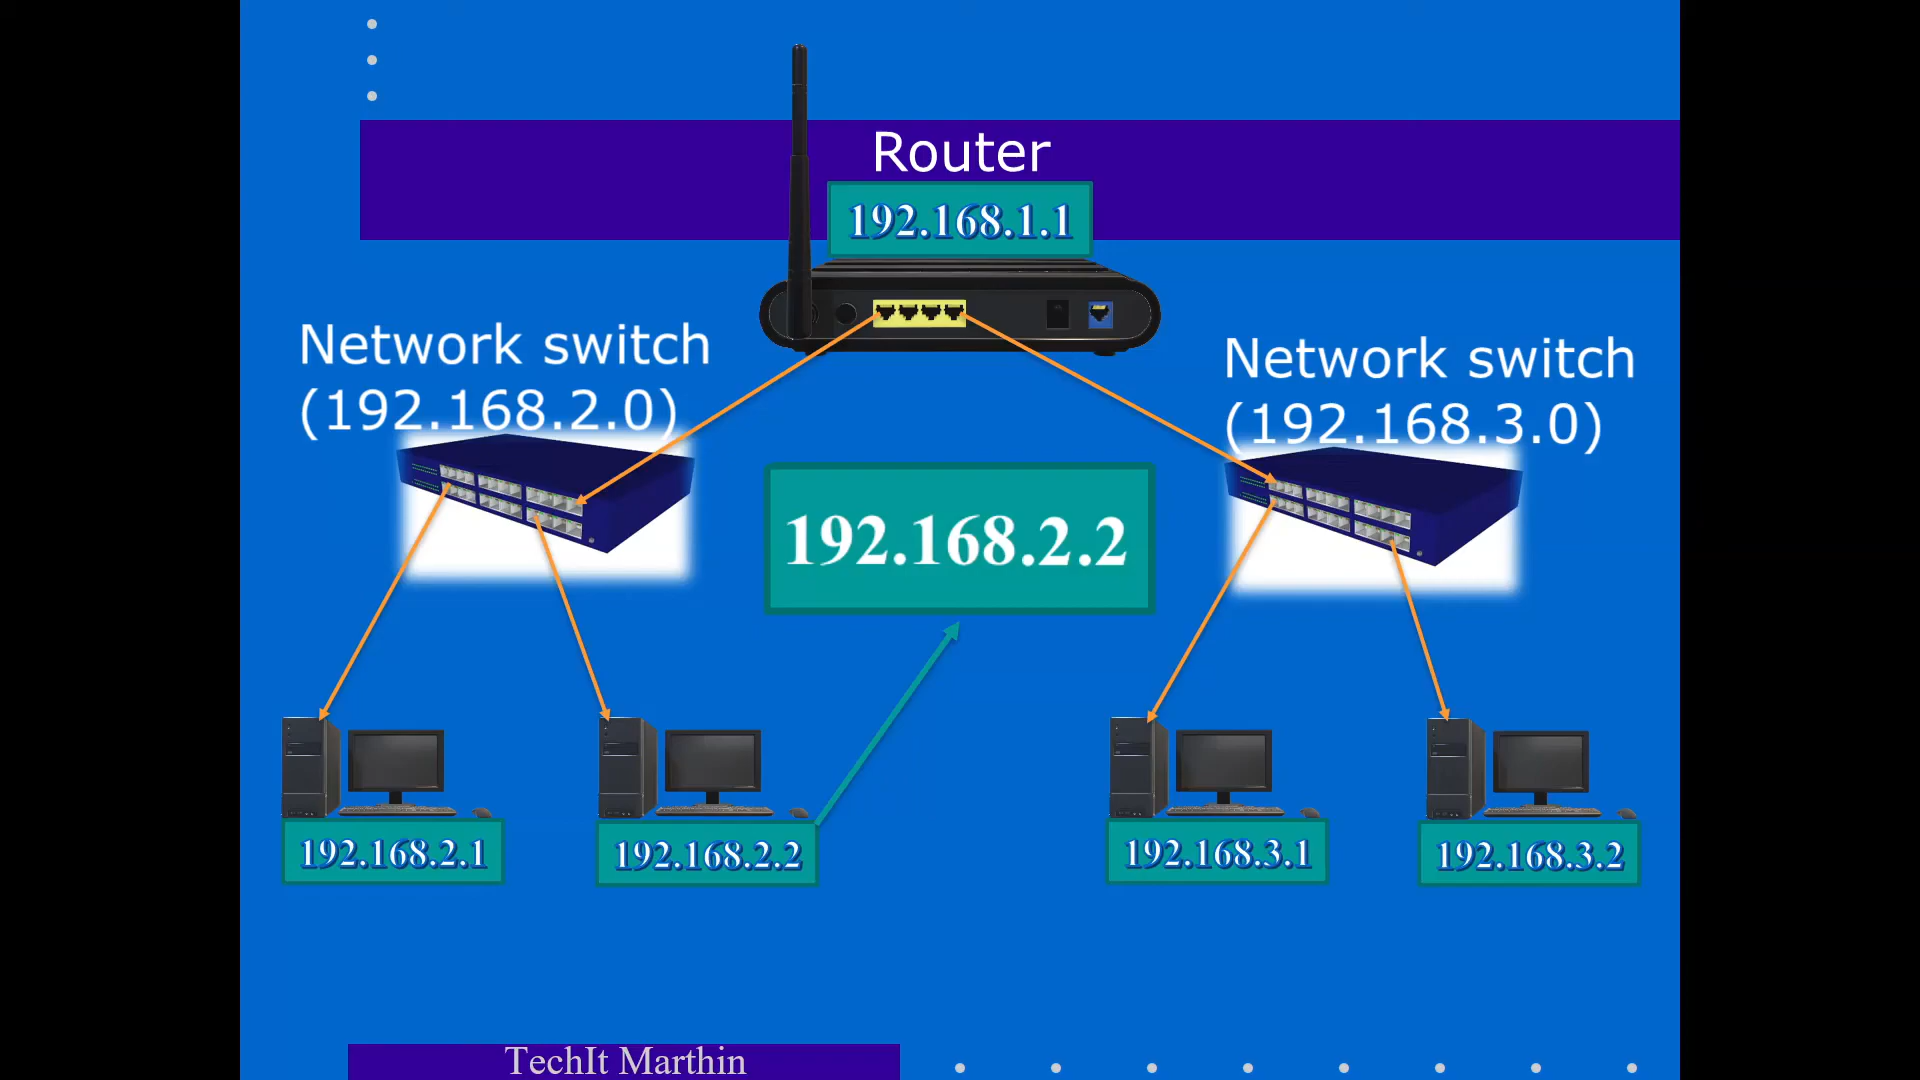 Router
192.168.1.1
Network switch
(192.168.2.0)
Network switch
(192.168.3.0)
192.168.2.2
192.168.2.1
192.168.2.2
192.168.3.1
192.168.3.2
TechIt Marthin